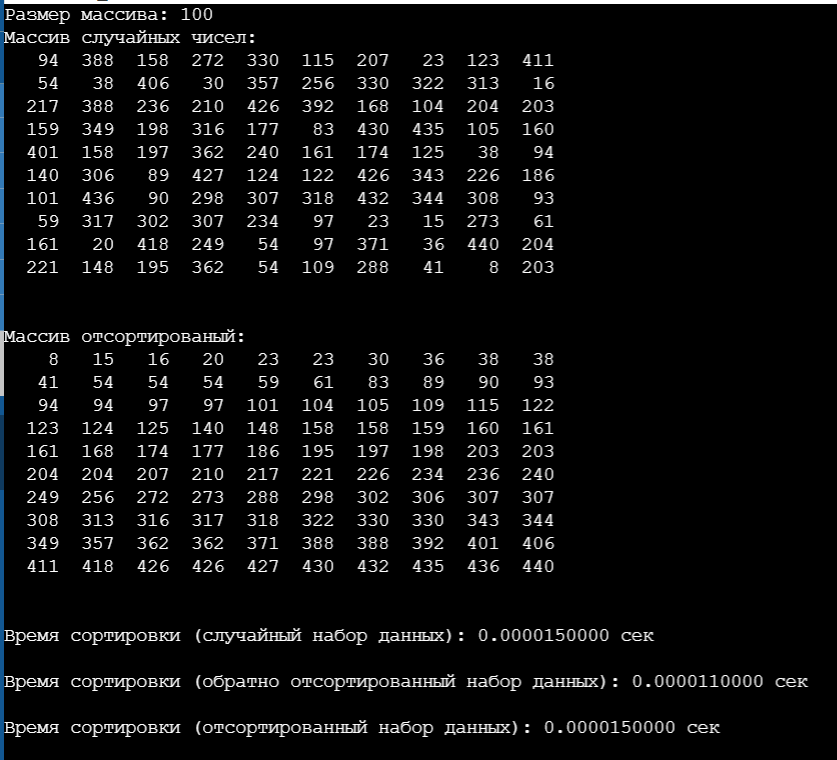 Размер массива: 100
Массив случайных чисел:
94 388 158 272 330 115 207 23 123 411
54 38 406 30 357 256 330 322 313 16
217 388 236 210 426 392 168 104 204 203
159 349 198 316 177 83 430 435 105 160
401 158 197 362 240 161 174 125 38 94
140 306 89 427 124 122 426 343 226 186
101 436 90 298 307 318 432 344 308 93
59 317 302 307 234 97 23 15 273 61
161 20 418 249 54 97 371 36 440 204
221 148 195 362 54 109 288 41 8 203
Массив отсортированый:
8 15 16 20 23 23 30 36 38 38
41 54 54 54 59 61 83 89 90 93
94 94 97 97 101 104 105 109 115 122
123 124 125 140 148 158 158 159 160 161
161 168 174 177 186 195 197 198 203 203
204 204 207 210 217 221 226 234 236 240
249 256 272 273 288 298 302 306 307 307
308 313 316 317 318 322 330 330 343 344
349 357 362 362 371 388 388 392 401 406
411 418 426 426 427 430 432 435 436 440
Время сортировки (случайный набор данных): 0.0000150000 сек
Время сортировки (обратно отсортированный набор данных): 0.0000110000 сек
Время сортировки (отсортированный набор данных): 0.0000150000 сек